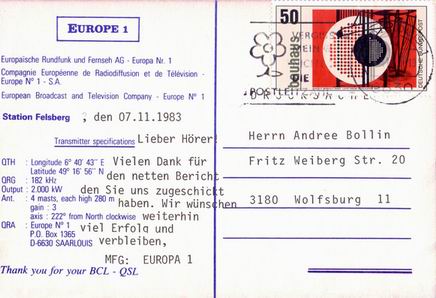 EUROPE 1
Europäische Rundfunk und Fernseh AG - Europa Nr. 1
Compagnie Européenne de Radiodiffusion et de Télévision -
Europe N° 1 - S.A.
European Broadcast and Television Company - Europe N° 1
Station Felsberg , den 07.11.1983
Transmitter specifications Lieber Hörer!
QTH : Longitude 6° 40' 43" E
Latitude 49° 16' 56" N
QRG : 182 kHz
Output : 2.000 kW
Ant. : 4 masts, each high 280 m
gain : 3
axis : 222° from North clockwise
QRA : Europe N° 1
P.O. Box 1365
D-6630 SAARLOUIS
Vielen Dank für
den netten Bericht
den Sie uns zugeschickt
haben. Wir wünschen
weiterhin
viel Erfolg und
verbleiben,
MFG: EUROPA 1
Thank you for your BCL - QSL
50
bauhaus
DEUTSCHE BUNDESPOST
Herrn Andree Bollin
Fritz Weiberg Str. 20
3180 Wolfsburg 11